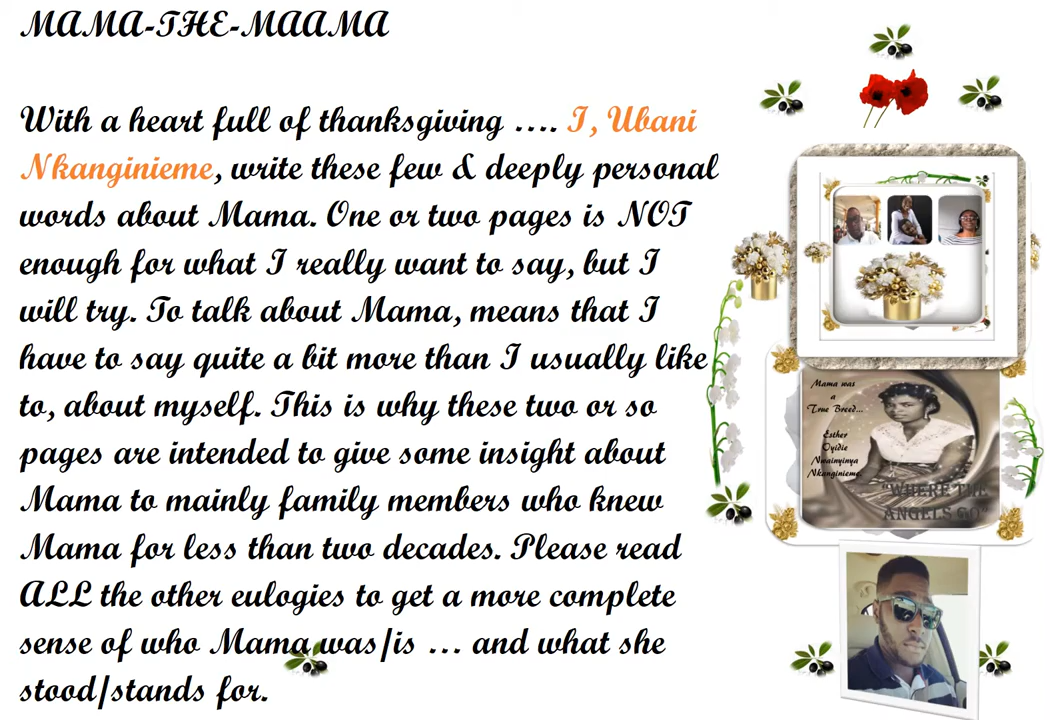 MAMA-THE-MAAMA
With a heart full of thanksgiving …. I, Ubani
Nkanginieme, write these few & deeply personal
words about Mama. One or two pages is NOT
enough for what I really want to say, but I
will try. To talk about Mama, means that I
have to say quite a bit more than I usually like
to, about myself. This is why these two or so
pages are intended to give some insight about
Mama to mainly family members who knew
Mama for less than two decades. Please read
ALL the other eulogies to get a more complete
sense of who Mama was/is … and what she
stood/stands for.
Mama was
a
True Breed...
Esther
Oyidie
Nwainyinya
Nkanginieme.
"WHERE THE
ANGELS GO"